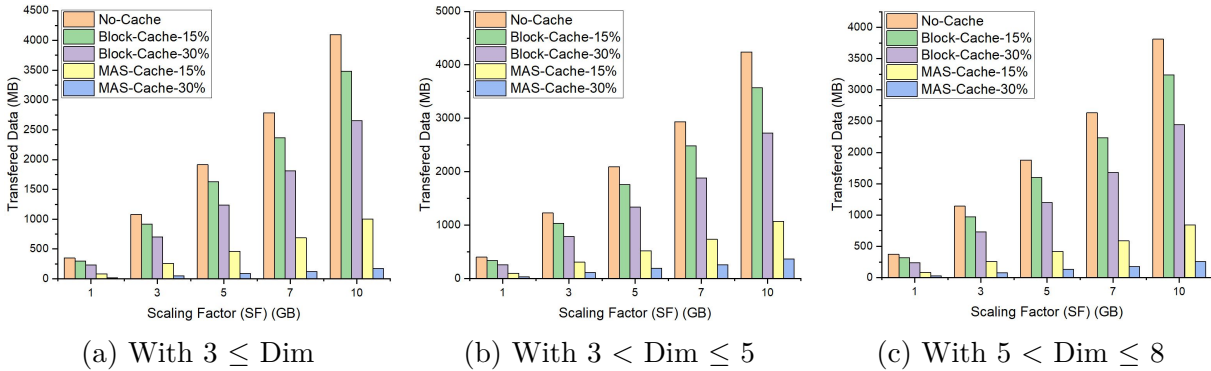 No-Cache
Block-Cache-15%
Block-Cache-30%
MAS-Cache-15%
MAS-Cache-30%
4500
4000
3500
3000
2500
2000
1500
1000
500
0
Transfered Data (MB)
1 3 5 7 10
Scaling Factor (SF) (GB)
(a) With 3 ≤ Dim
No-Cache
Block-Cache-15%
Block-Cache-30%
MAS-Cache-15%
MAS-Cache-30%
5000
4000
3000
2000
1000
0
Transfered Data (MB)
1 3 5 7 10
Scaling Factor (SF) (GB)
(b) With 3 < Dim ≤ 5
No-Cache
Block-Cache-15%
Block-Cache-30%
MAS-Cache-15%
MAS-Cache-30%
4000
3500
3000
2500
2000
1500
1000
500
0
Transfered Data (MB)
1 3 5 7 10
Scaling Factor (SF) (GB)
(c) With 5 < Dim ≤ 8